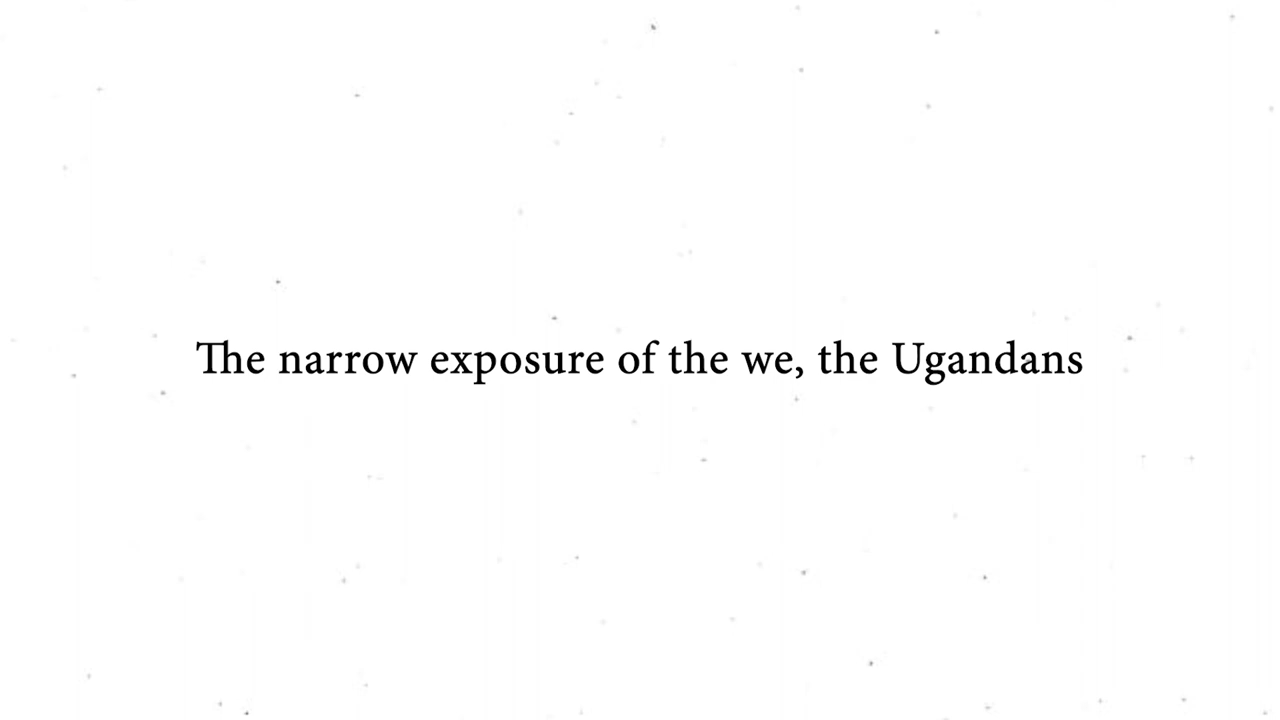 The narrow exposure of the we, the Ugandans